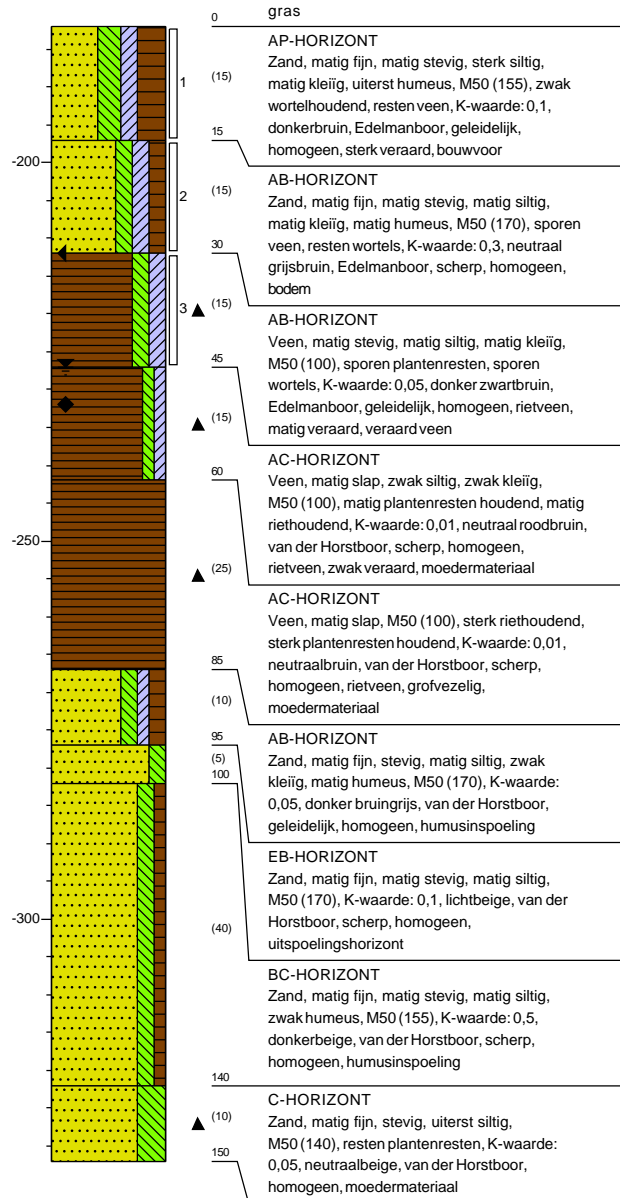 0
gras
AP-HORIZONT
Zand, matig fijn, matig stevig, sterk siltig,
matig kleiïg, uiterst humeus, M50 (155), zwak
wortelhoudend, resten veen, K-waarde: 0,1,
donkerbruin, Edelmanboor, geleidelijk,
homogeen, sterk veraard, bouwvoor
1
(15)
15
-200
AB-HORIZONT
Zand, matig fijn, matig stevig, matig siltig,
matig kleiïg, matig humeus, M50 (170), sporen
veen, resten wortels, K-waarde: 0,3, neutraal
grijsbruin, Edelmanboor, scherp, homogeen,
bodem
2
(15)
30
AB-HORIZONT
Veen, matig stevig, matig siltig, matig kleiïg,
M50 (100), sporen plantenresten, sporen
wortels, K-waarde: 0,05, donker zwartbruin,
Edelmanboor, geleidelijk, homogeen, rietveen,
matig veraard, veraard veen
3
(15)
45
AC-HORIZONT
Veen, matig slap, zwak siltig, zwak kleiïg,
M50 (100), matig plantenresten houdend, matig
riethoudend, K-waarde: 0,01, neutraal roodbruin,
van der Horstboor, scherp, homogeen,
rietveen, zwak veraard, moedermateriaal
(15)
60
-250
AC-HORIZONT
Veen, matig slap, M50 (100), sterk riethoudend,
sterk plantenresten houdend, K-waarde: 0,01,
neutraalbruin, van der Horstboor, scherp,
homogeen, rietveen, grofvezelig,
moedermateriaal
(25)
85
AB-HORIZONT
Zand, matig fijn, stevig, matig siltig, zwak
kleiïg, matig humeus, M50 (170), K-waarde:
0,05, donker bruingrijs, van der Horstboor,
geleidelijk, homogeen, humusinspoeling
(10)
95
EB-HORIZONT
Zand, matig fijn, matig stevig, matig siltig,
M50 (170), K-waarde: 0,1, lichtbeige, van der
Horstboor, scherp, homogeen,
uitspoelingshorizont
(5)
100
-300
BC-HORIZONT
Zand, matig fijn, matig stevig, matig siltig,
zwak humeus, M50 (155), K-waarde: 0,5,
donkerbeige, van der Horstboor, scherp,
homogeen, humusinspoeling
(40)
140
C-HORIZONT
Zand, matig fijn, stevig, uiterst siltig,
M50 (140), resten plantenresten, K-waarde:
0,05, neutraalbeige, van der Horstboor,
homogeen, moedermateriaal
(10)
150